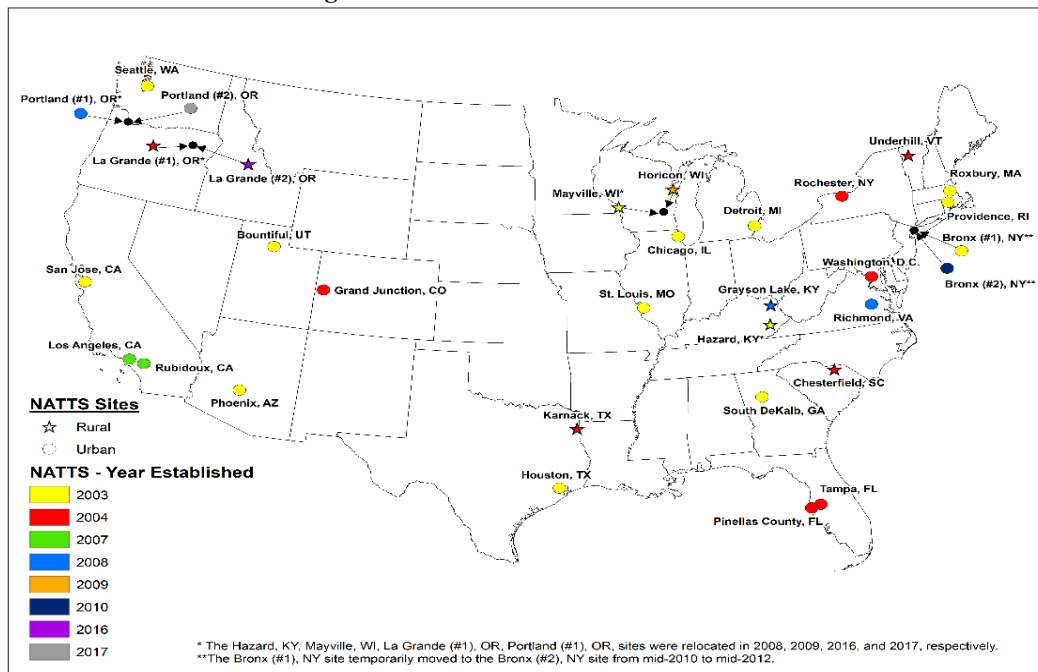 Seattle, WA
Portland (#1), OR*
Portland (#2), OR
La Grande (#1), OR*
La Grande (#2), OR
Underhill, VT
Horicon, WI
Mayville, WI*
Roxbury, MA
Rochester, NY
Detroit, MI
Providence, RI
Bountiful, UT
Chicago, IL
Bronx (#1), NY**
San Jose, CA
Washington, D.C.
Bronx (#2), NY**
Grand Junction, CO
St. Louis, MO
Grayson Lake, KY
Richmond, VA
Hazard, KY*
Los Angeles, CA
Rubidoux, CA
Chesterfield, SC
Phoenix, AZ
South DeKalb, GA
Karnack, TX
NATTS Sites
Rural
Urban
Houston, TX
Tampa, FL
Pinellas County, FL
NATTS - Year Established
2003
2004
2007
2008
2009
2010
2016
2017
* The Hazard, KY, Mayville, WI, La Grande (#1), OR, Portland (#1), OR, sites were relocated in 2008, 2009, 2016, and 2017, respectively.
**The Bronx (#1), NY site temporarily moved to the Bronx (#2), NY site from mid-2010 to mid-2012.